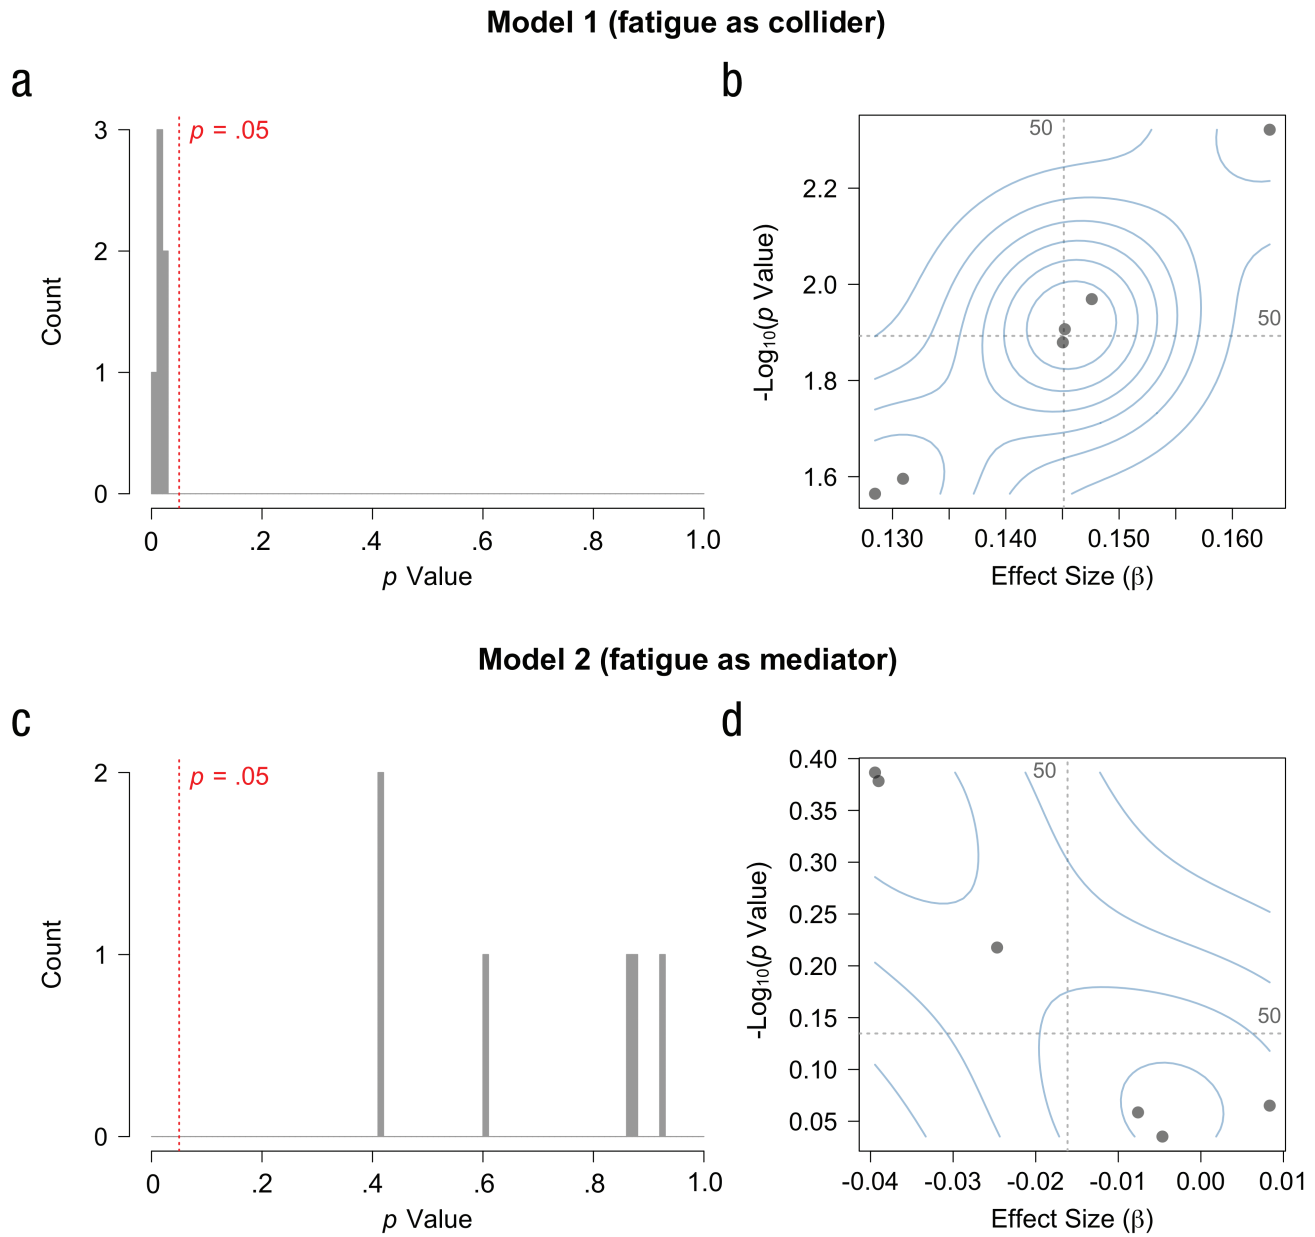 Model 1 (fatigue as collider)
a
3
2
1
0
Count
p = .05
0 .2 .4 .6 .8 1.0
p Value
b
2.2
2.0
1.8
1.6
-Log10(p Value)
50
50
0.130 0.140 0.150 0.160
Effect Size (β)
Model 2 (fatigue as mediator)
c
2
1
0
Count
p = .05
0 .2 .4 .6 .8 1.0
p Value
d
0.40
0.35
0.30
0.25
0.20
0.15
0.10
0.05
-Log10(p Value)
50
50
-0.04 -0.03 -0.02 -0.01 0.00 0.01
Effect Size (β)